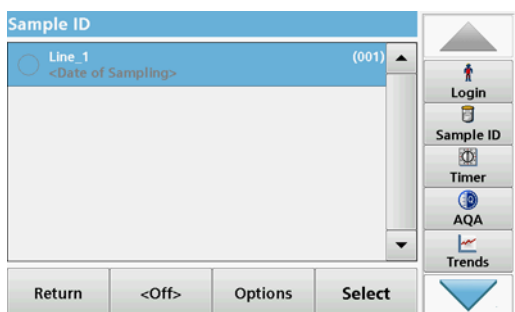 Sample ID
Line_1 (001)
<Date of Sampling>
Login
Sample ID
Timer
AQA
Trends
Return <Off> Options Select